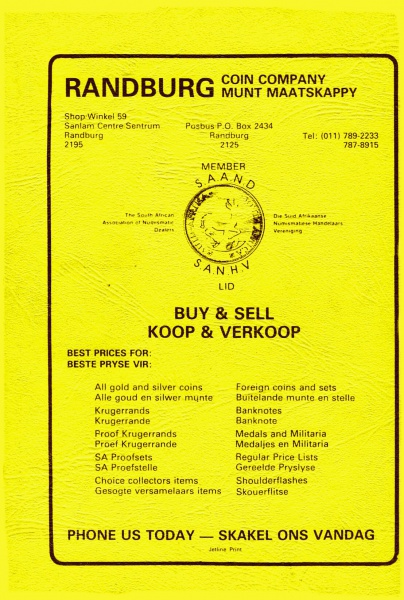 RANDBURG COIN COMPANY
MUNT MAATSKAPPY
Shop Winkel 59
Sanlam Centre Sentrum
Randburg
2195
Posbus P.O. Box 2434
Randburg
2125
Tel: (011) 789-2233
787-8915
MEMBER
S.A.A.N.D
The South African
Association of Numismatic
Dealers
Die Suid Afrikaanse
Numismatiese Handelaars
Vereniging
S.A.N.H.V
LID
BUY & SELL
KOOP & VERKOOP
BEST PRICES FOR:
BESTE PRYSE VIR:
All gold and silver coins
Alle goud en silwer munte
Krugerrands
Krugerrande
Proof Krugerrands
Proef Krugerrande
SA Proofsets
SA Proefstelle
Choice collectors items
Gesogte versamelaars items
Foreign coins and sets
Buitelande munte en stelle
Banknotes
Banknote
Medals and Militaria
Medaljes en Militaria
Regular Price Lists
Gereelde Pryslyse
Shoulderflashes
Skouerflitse
PHONE US TODAY — SKAKEL ONS VANDAG
Jetline Print